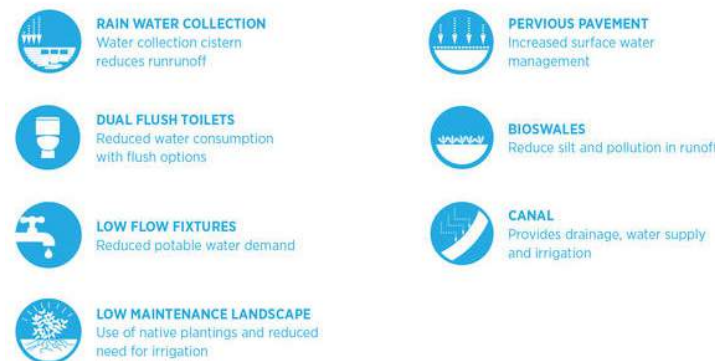 RAIN WATER COLLECTION
Water collection cistern
reduces runrunoff
DUAL FLUSH TOILETS
Reduced water consumption
with flush options
LOW FLOW FIXTURES
Reduced potable water demand
LOW MAINTENANCE LANDSCAPE
Use of native plantings and reduced
need for irrigation
PERVIOUS PAVEMENT
Increased surface water
management
BIOSWALES
Reduce silt and pollution in runoff
CANAL
Provides drainage, water supply
and irrigation